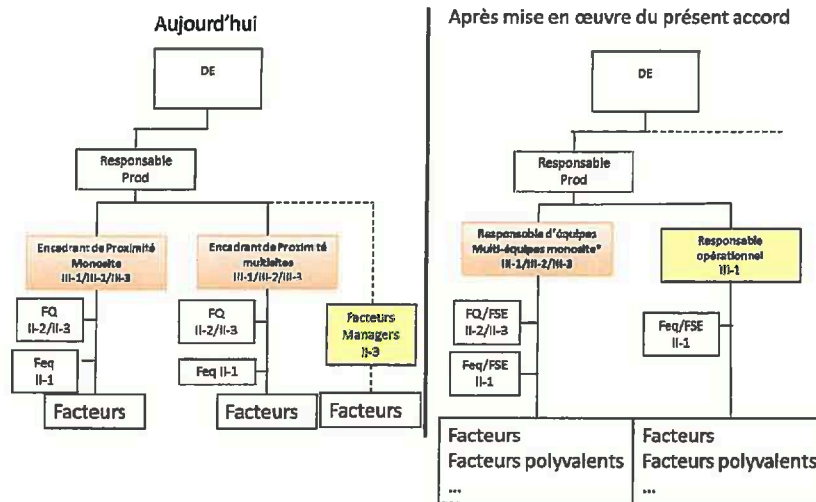 Aujourd'hui
DE
Responsable
Prod
Encadrant de Proximité
Monosite
III-1/III-2/III-3
Encadrant de Proximité
multisites
III-1/III-2/III-3
FQ
II-2/II-3
FQ
II-2/II-3
Facteurs
Managers
II-3
Feq
II-1
Feq II-1
Facteurs
Facteurs
Facteurs
Après mise en œuvre du présent accord
DE
Responsable
Prod
Responsable d'équipes
Multi-équipes monosite*
III-1/III-2/III-3
Responsable
opérationnel
III-1
FQ/FSE
II-2/II-3
Feq/FSE
II-1
Feq/FSE
II-1
Facteurs
Facteurs polyvalents
...
Facteurs
Facteurs polyvalents
...